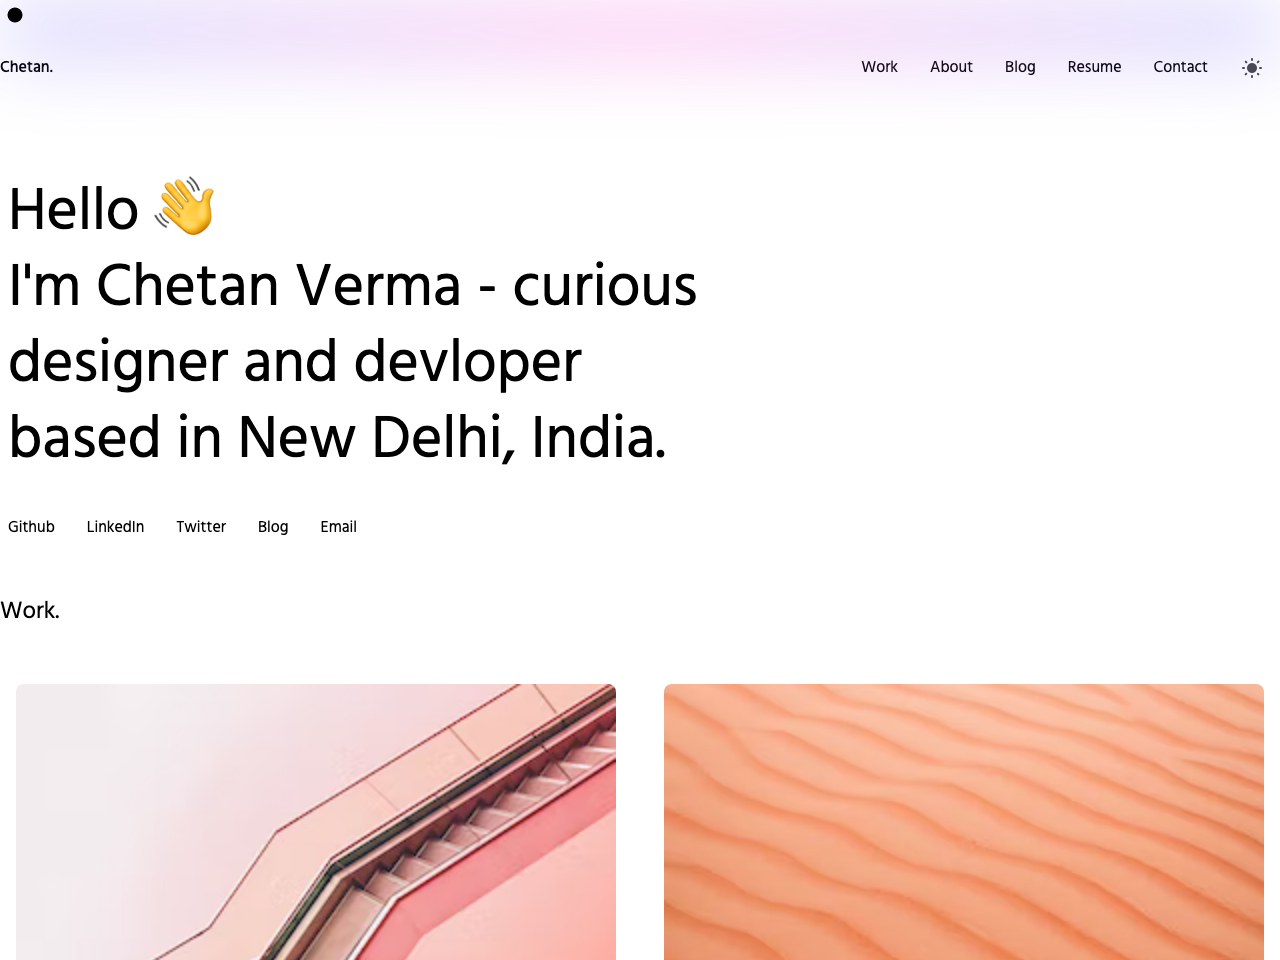 Chetan.
Work About Blog Resume Contact
Hello 👋
I'm Chetan Verma - curious
designer and devloper
based in New Delhi, India.
Github LinkedIn Twitter Blog Email
Work.